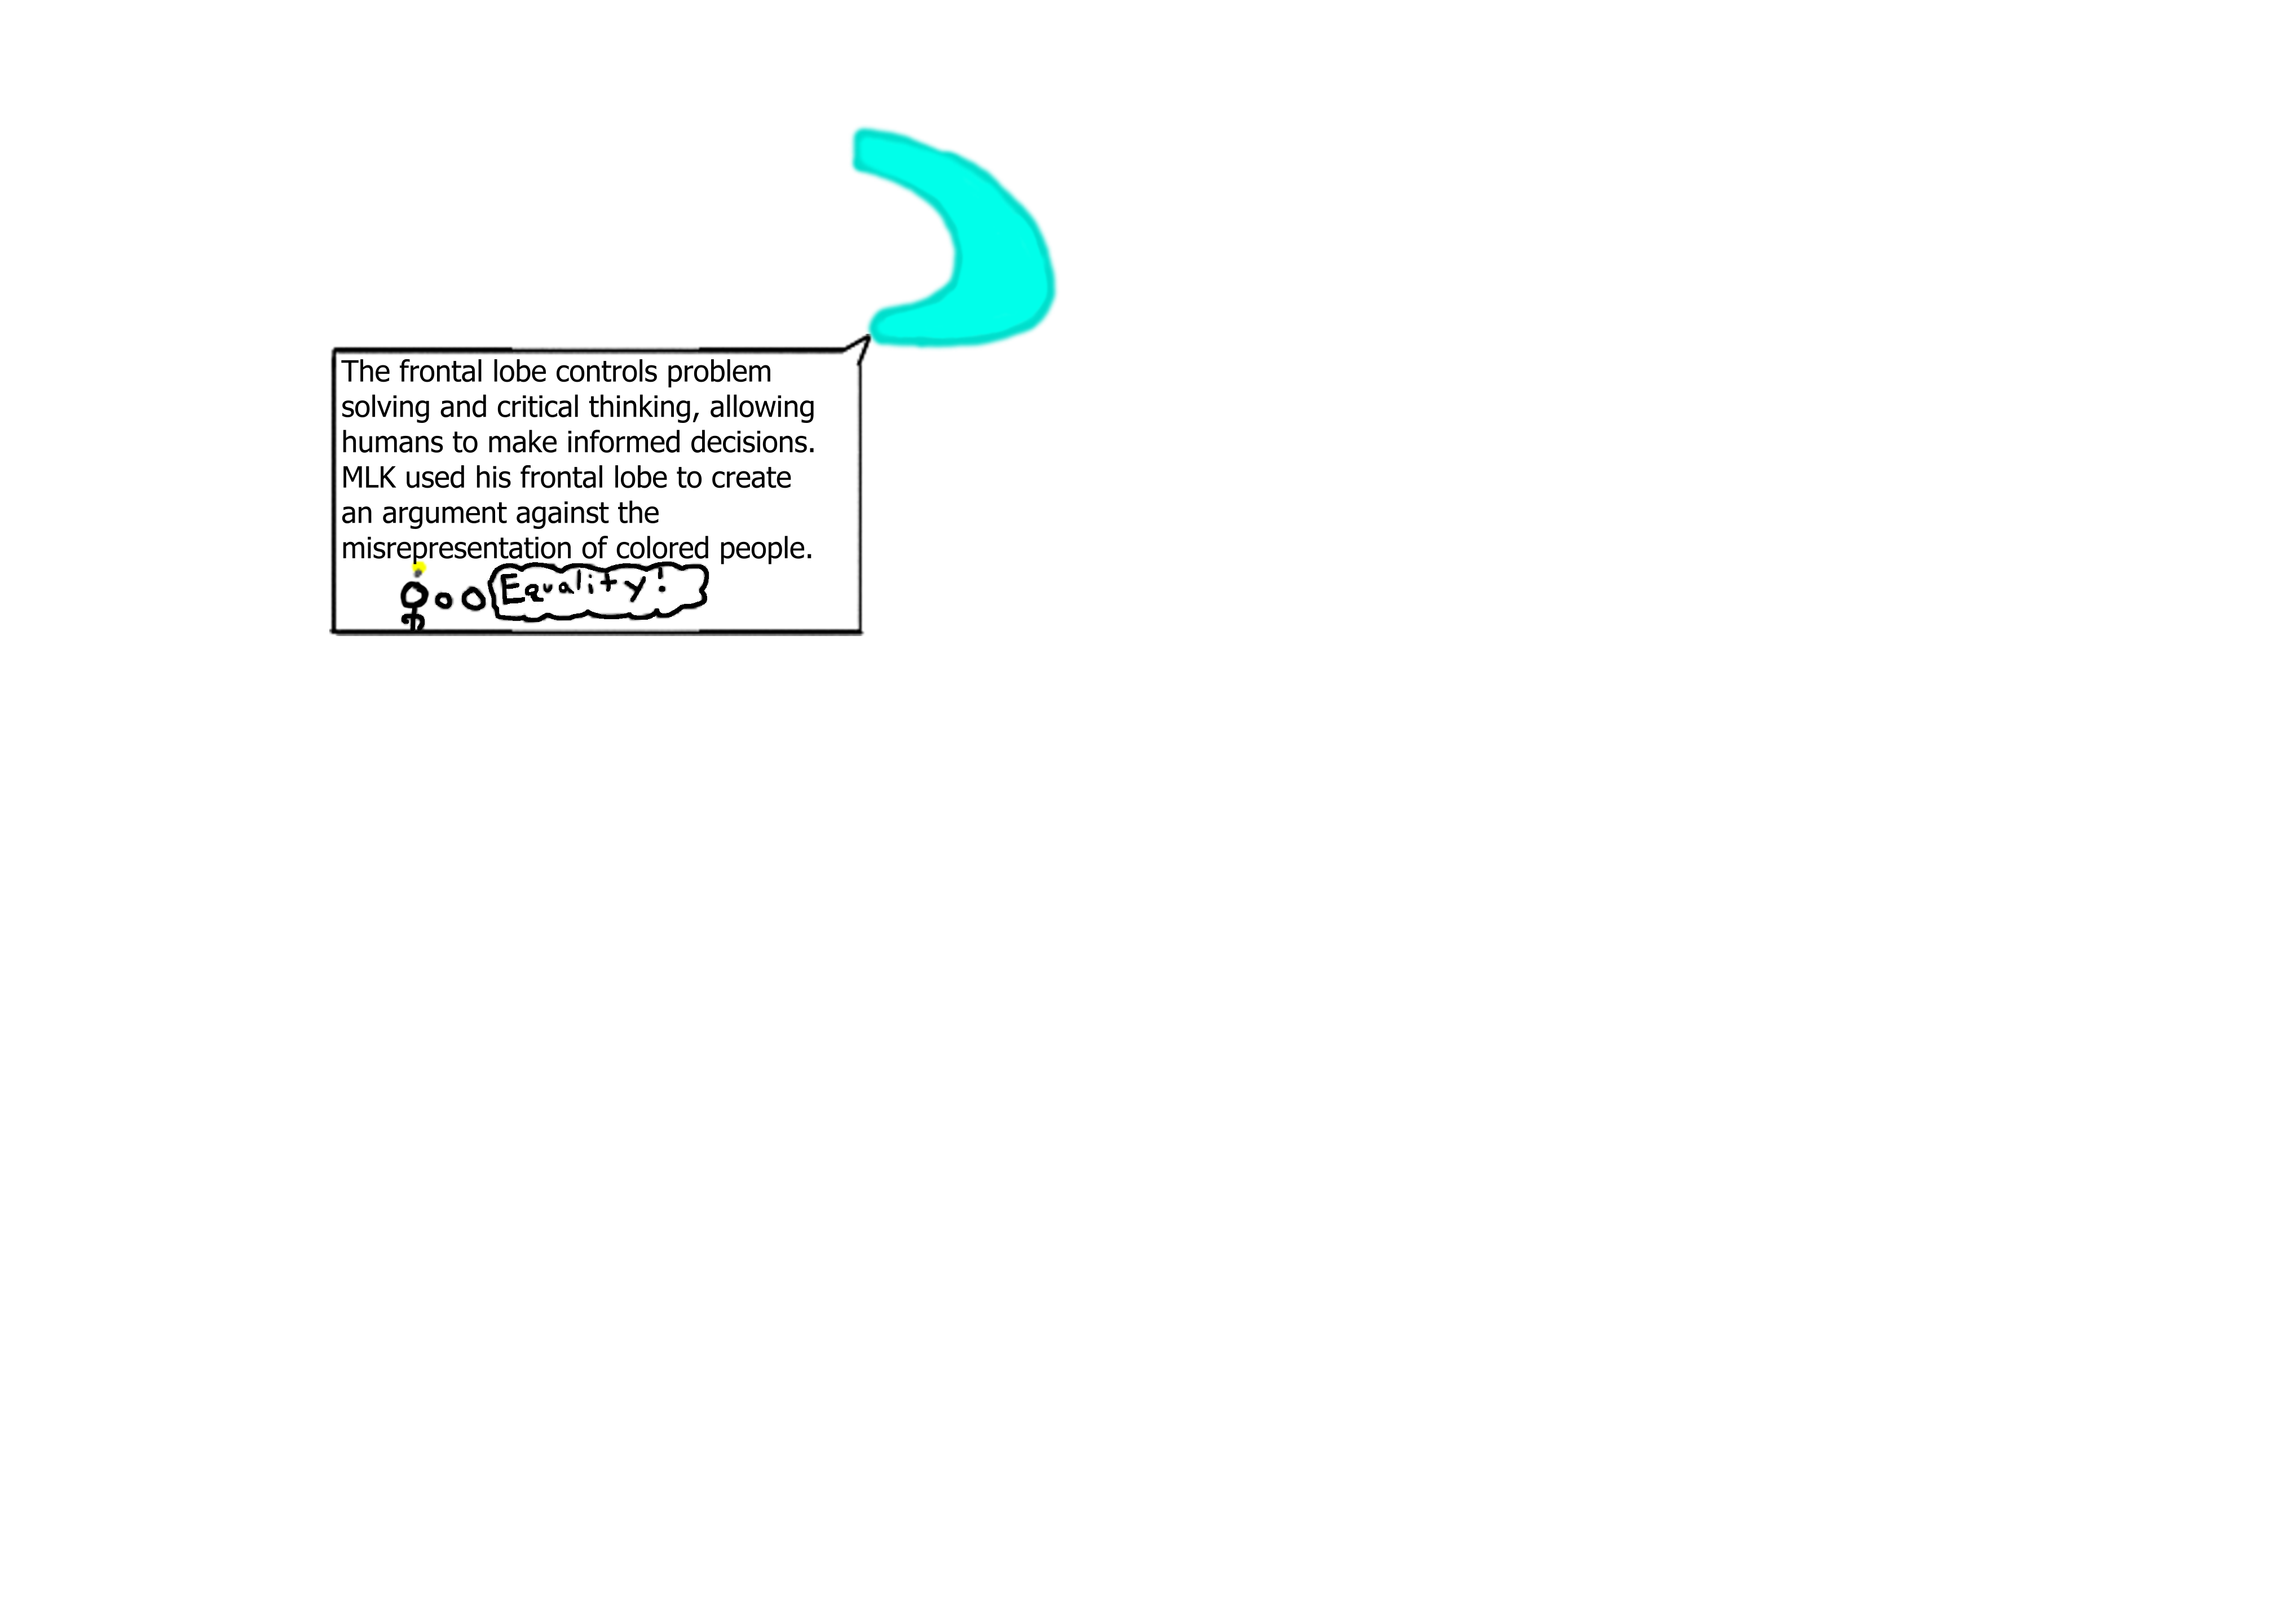 The frontal lobe controls problem
solving and critical thinking, allowing
humans to make informed decisions.
MLK used his frontal lobe to create
an argument against the
misrepresentation of colored people.
Equality!